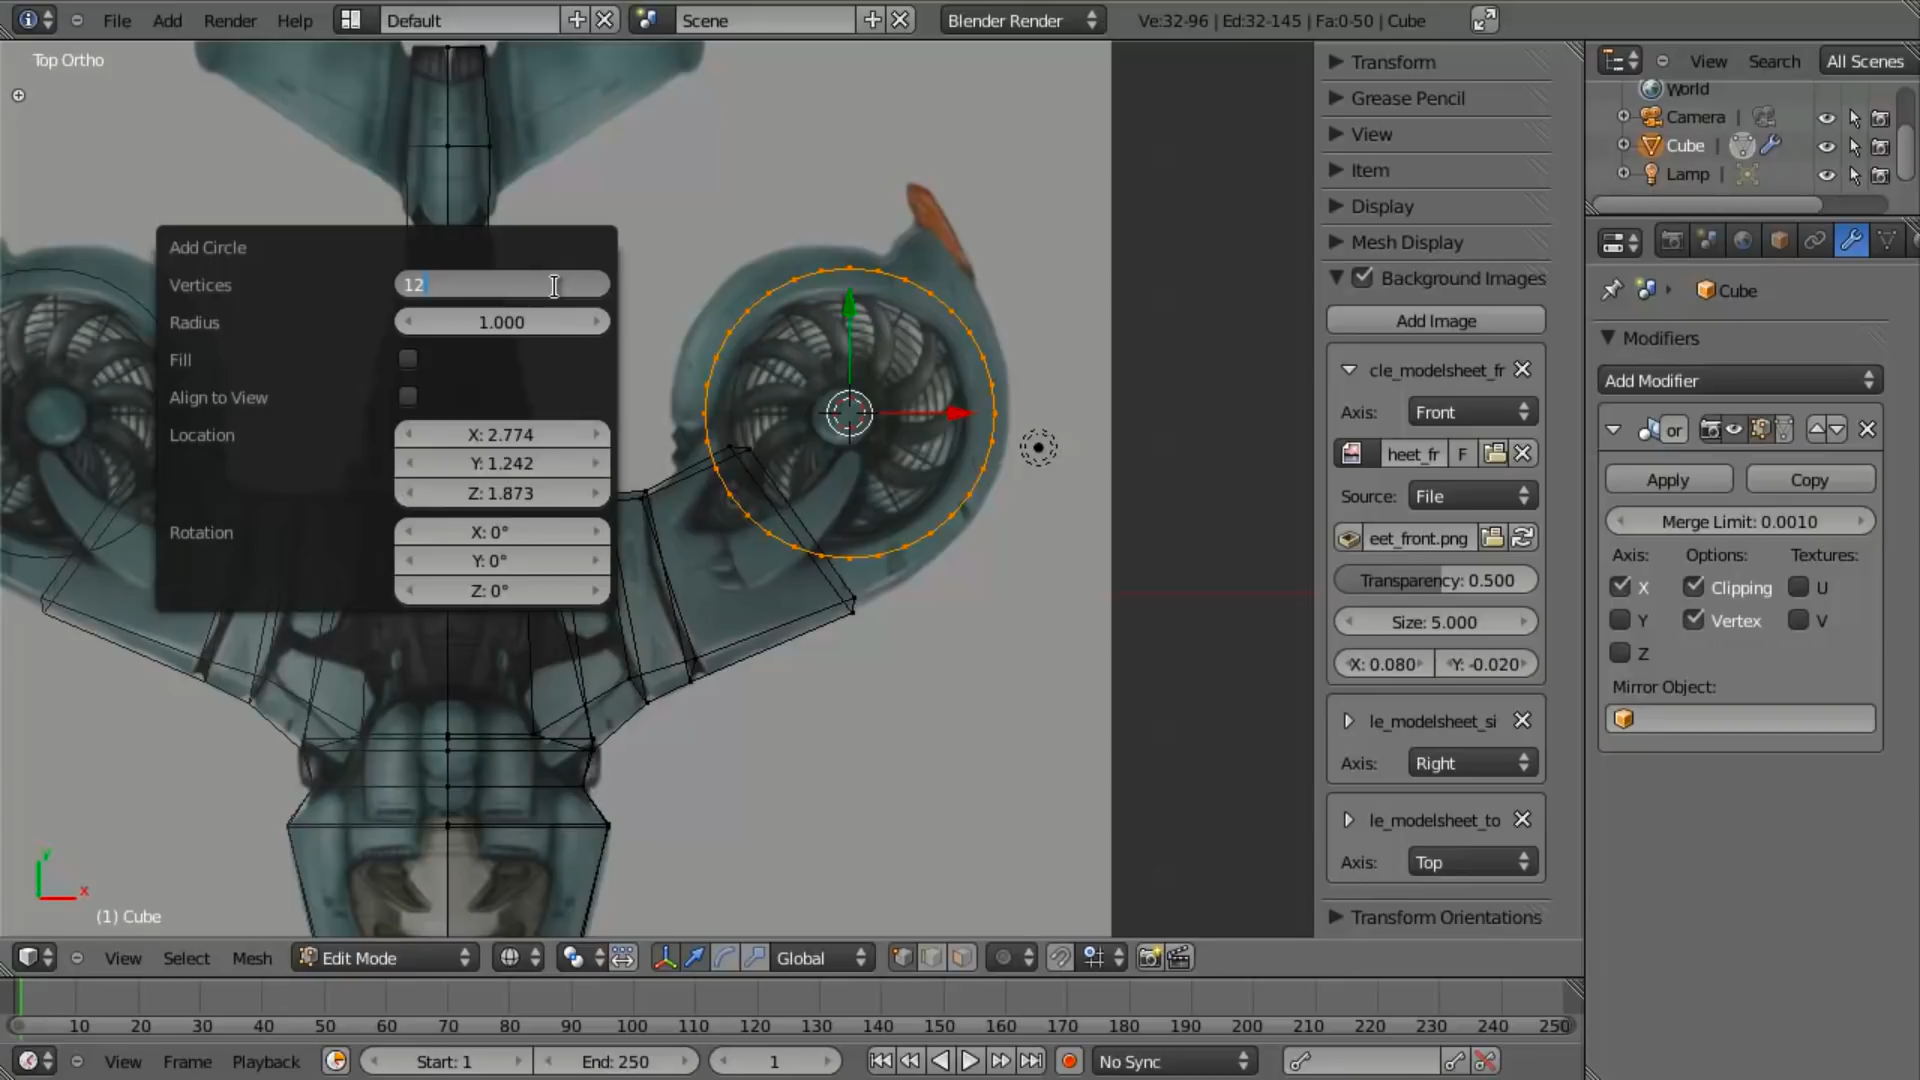 File Add Render Help Default Scene Blender Render Ve:32-96 | Ed:32-145 | Fa:0-50 | Cube
Top Ortho
Add Circle
Vertices 12
Radius 1.000
Fill
Align to View
Location X: 2.774
Y: 1.242
Z: 1.873
Rotation X: 0°
Y: 0°
Z: 0°
(1) Cube
Transform
Grease Pencil
View
Item
Display
Mesh Display
Background Images
Add Image
cle_modelsheet_fr
Axis: Front
heet_fr F
Source: File
eet_front.png
Transparency: 0.500
Size: 5.000
X: 0.080 Y: -0.020
le_modelsheet_si
Axis: Right
le_modelsheet_to
Axis: Top
Transform Orientations
View Search All Scenes
World
Camera
Cube
Lamp
Cube
Modifiers
Add Modifier
or
Apply Copy
Merge Limit: 0.0010
Axis: Options: Textures:
X Clipping U
Y Vertex V
Z
Mirror Object:
y x
View Select Mesh Edit Mode Global
10 20 30 40 50 60 70 80 90 100 110 120 130 140 150 160 170 180 190 200 210 220 230 240 250
View Frame Playback Start: 1 End: 250 1 No Sync